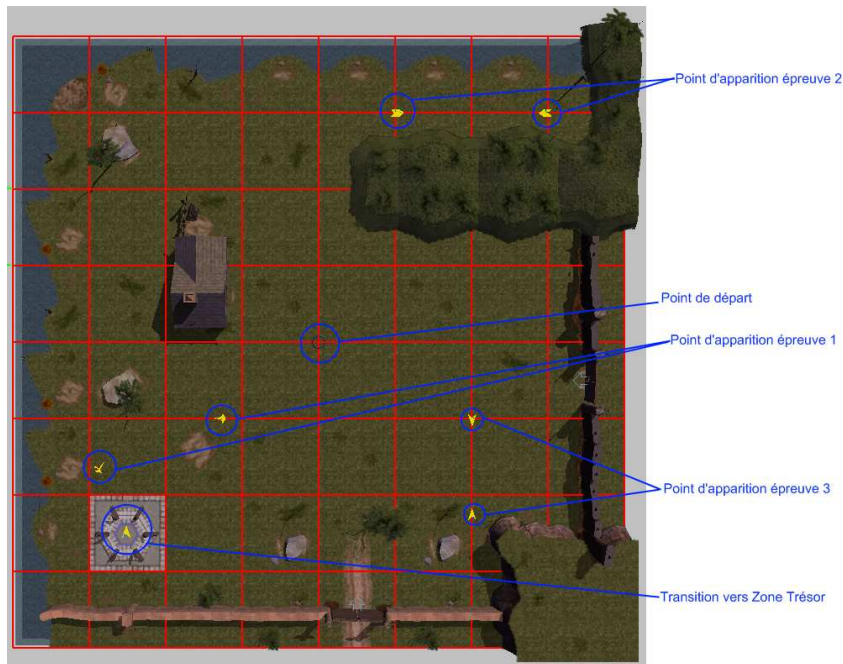 Point d'apparition épreuve 2
Point de départ
Point d'apparition épreuve 1
Point d'apparition épreuve 3
Transition vers Zone Trésor